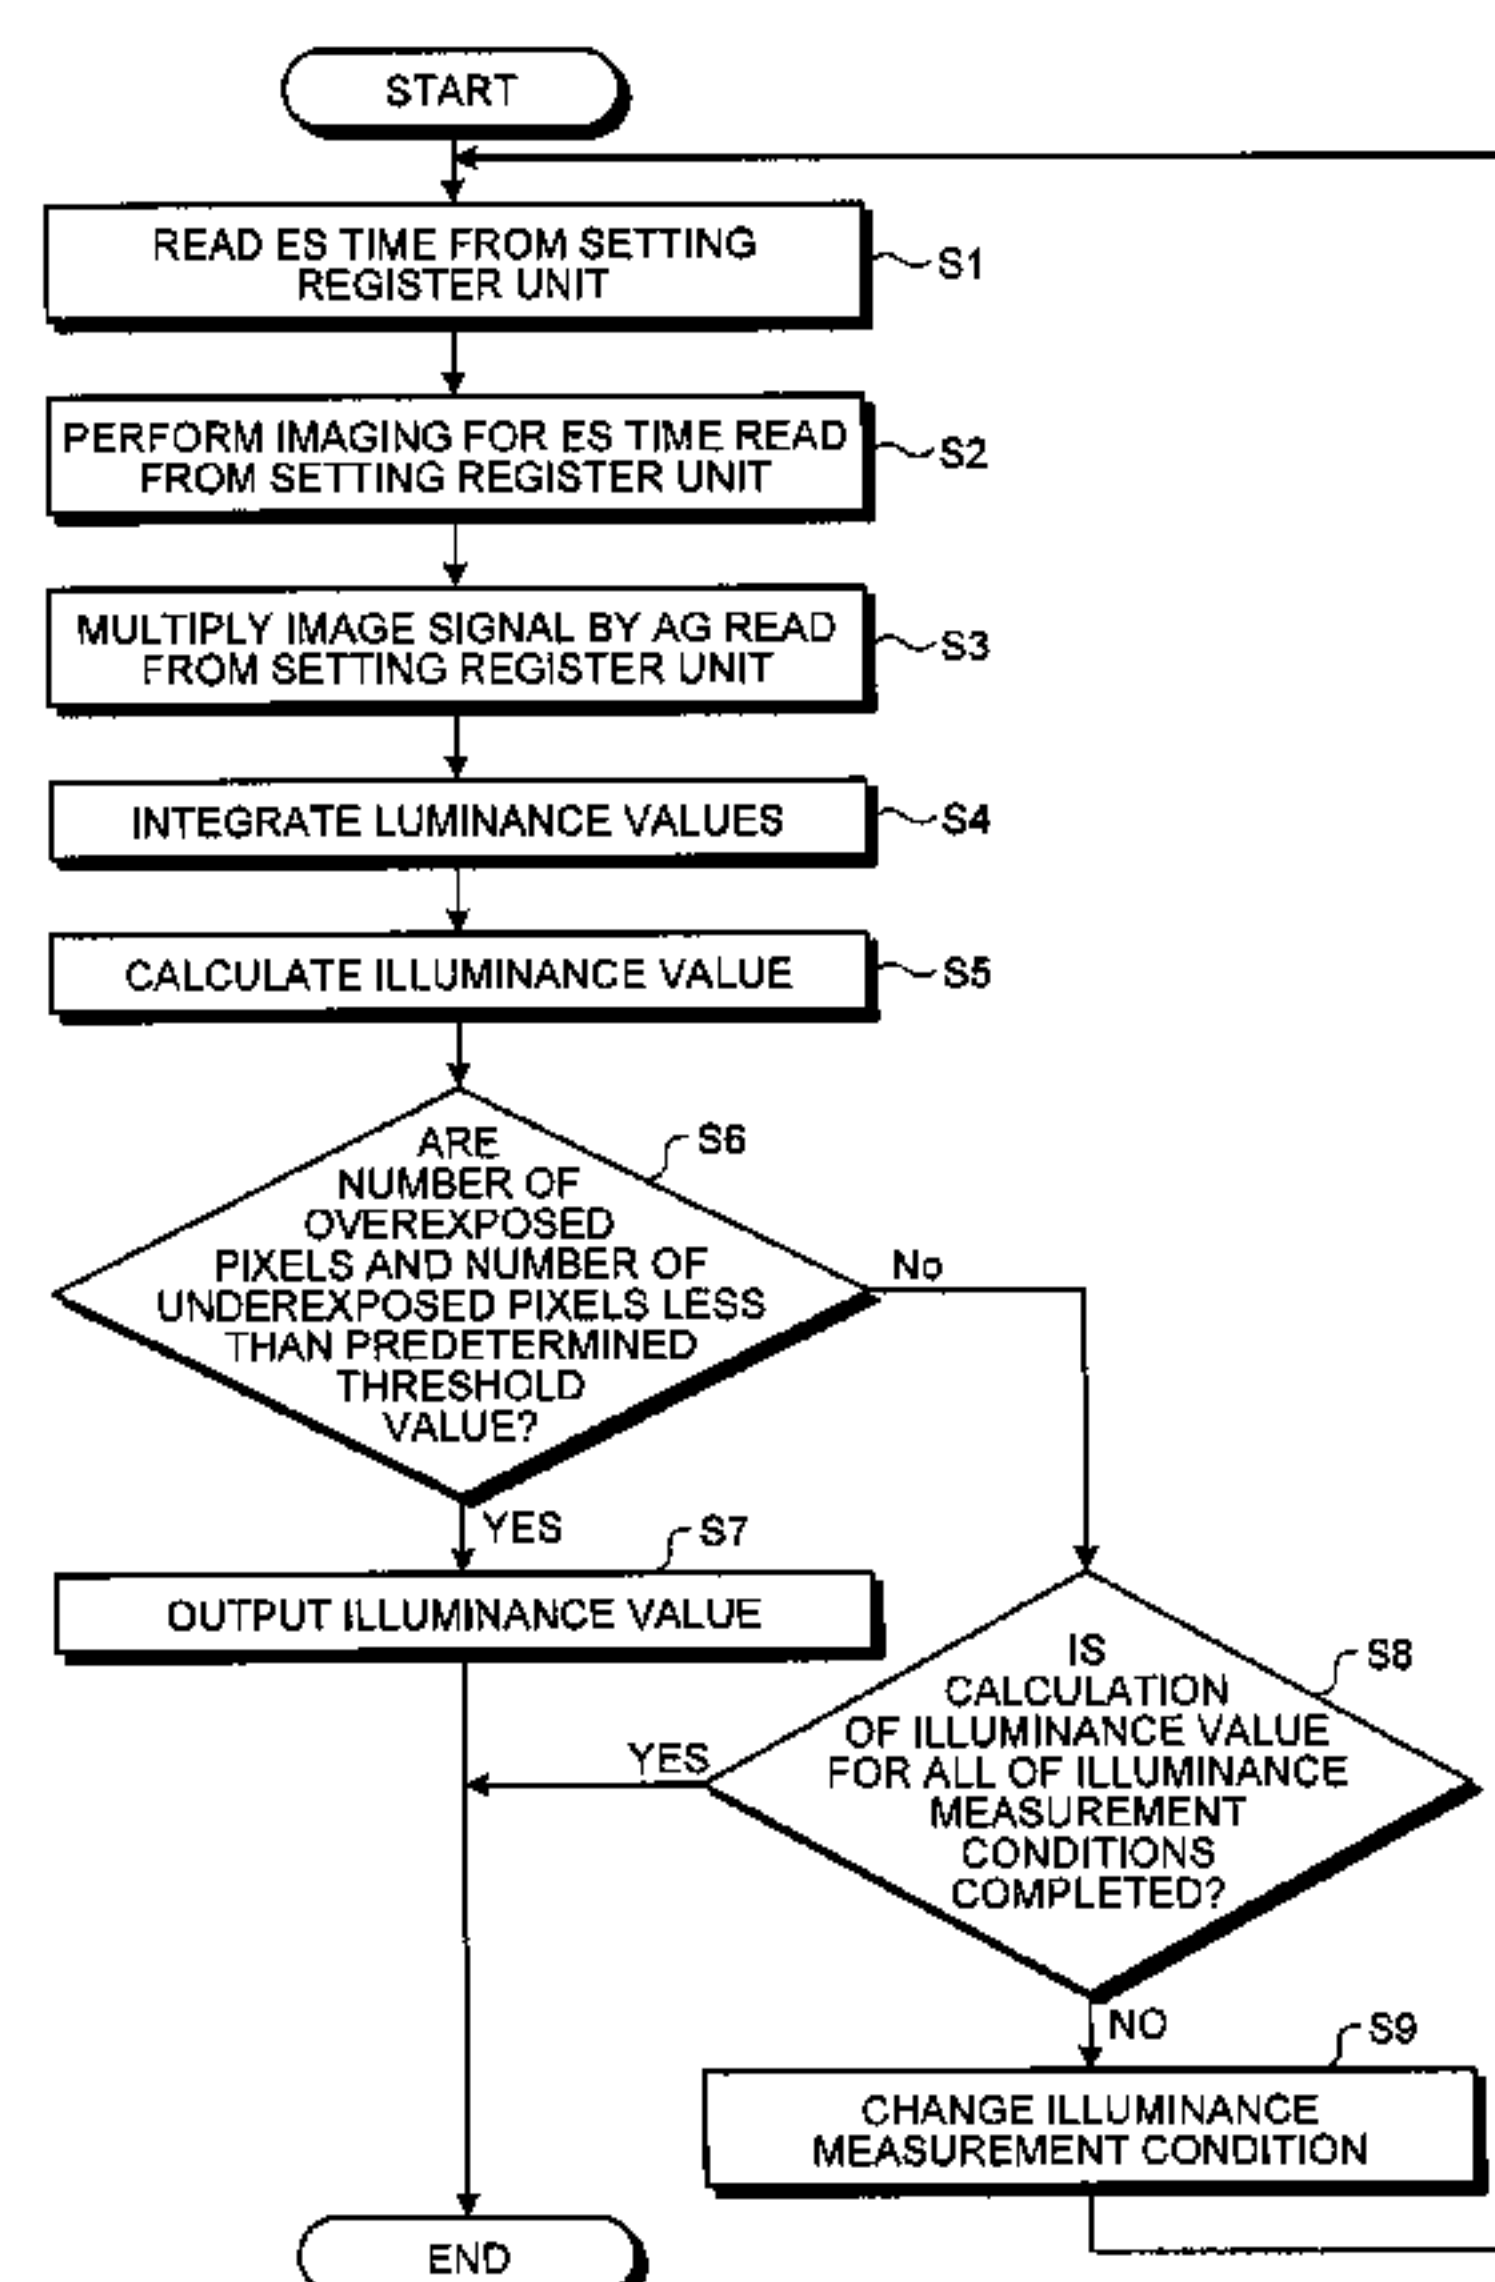 START
READ ES TIME FROM SETTING
REGISTER UNIT
S1
PERFORM IMAGING FOR ES TIME READ
FROM SETTING REGISTER UNIT
S2
MULTIPLY IMAGE SIGNAL BY AG READ
FROM SETTING REGISTER UNIT
S3
INTEGRATE LUMINANCE VALUES
S4
CALCULATE ILLUMINANCE VALUE
S5
ARE
NUMBER OF
OVEREXPOSED
PIXELS AND NUMBER OF
UNDEREXPOSED PIXELS LESS
THAN PREDETERMINED
THRESHOLD
VALUE?
S6
No
YES
S7
OUTPUT ILLUMINANCE VALUE
IS
CALCULATION
OF ILLUMINANCE VALUE
FOR ALL OF ILLUMINANCE
MEASUREMENT
CONDITIONS
COMPLETED?
S8
YES
NO
S9
CHANGE ILLUMINANCE
MEASUREMENT CONDITION
END